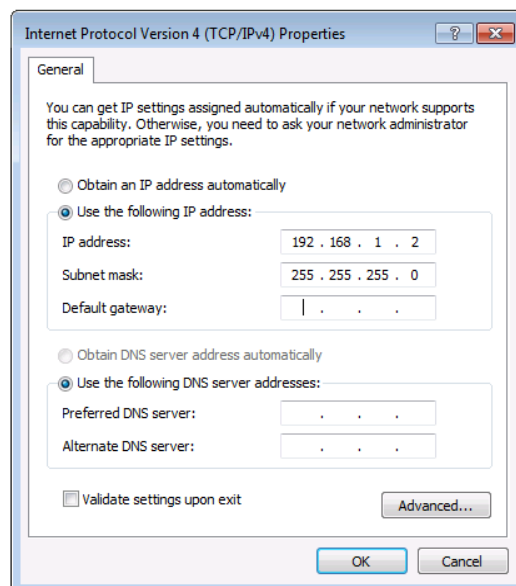 Internet Protocol Version 4 (TCP/IPv4) Properties
?
General
You can get IP settings assigned automatically if your network supports
this capability. Otherwise, you need to ask your network administrator
for the appropriate IP settings.
Obtain an IP address automatically
Use the following IP address:
IP address: 192 . 168 . 1 . 2
Subnet mask: 255 . 255 . 255 . 0
Default gateway: . . .
Obtain DNS server address automatically
Use the following DNS server addresses:
Preferred DNS server: . . .
Alternate DNS server: . . .
Validate settings upon exit
Advanced...
OK Cancel